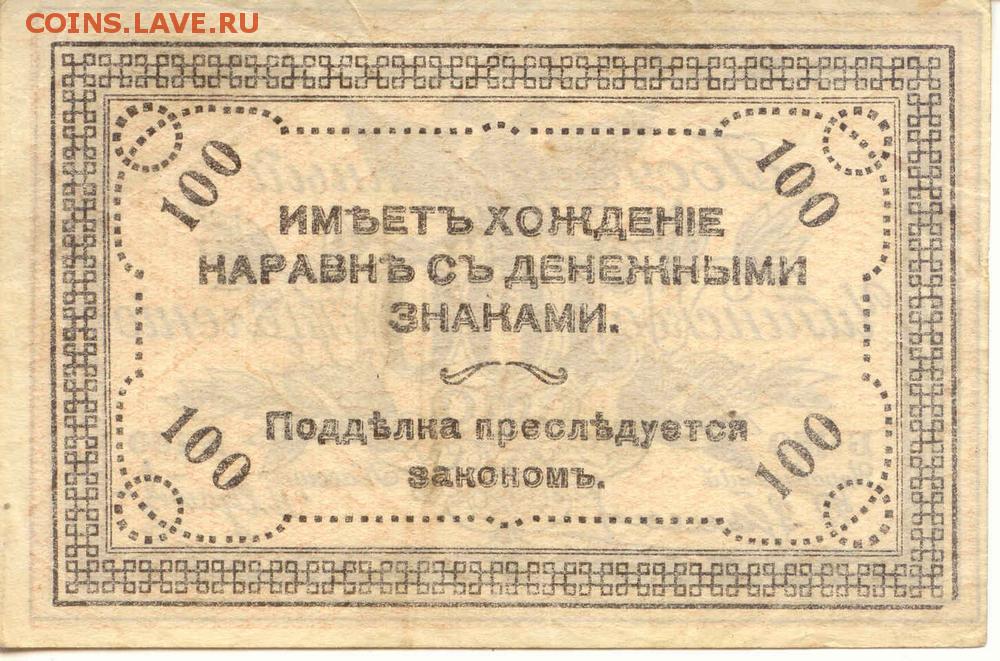 COINS.LAVE.RU
100
100
ИМѢЕТЪ ХОЖДЕНІЕ
НАРАВНѢ СЪ ДЕНЕЖНЫМИ
ЗНАКАМИ.
Поддѣлка преслѣдуется
закономъ.
100
100